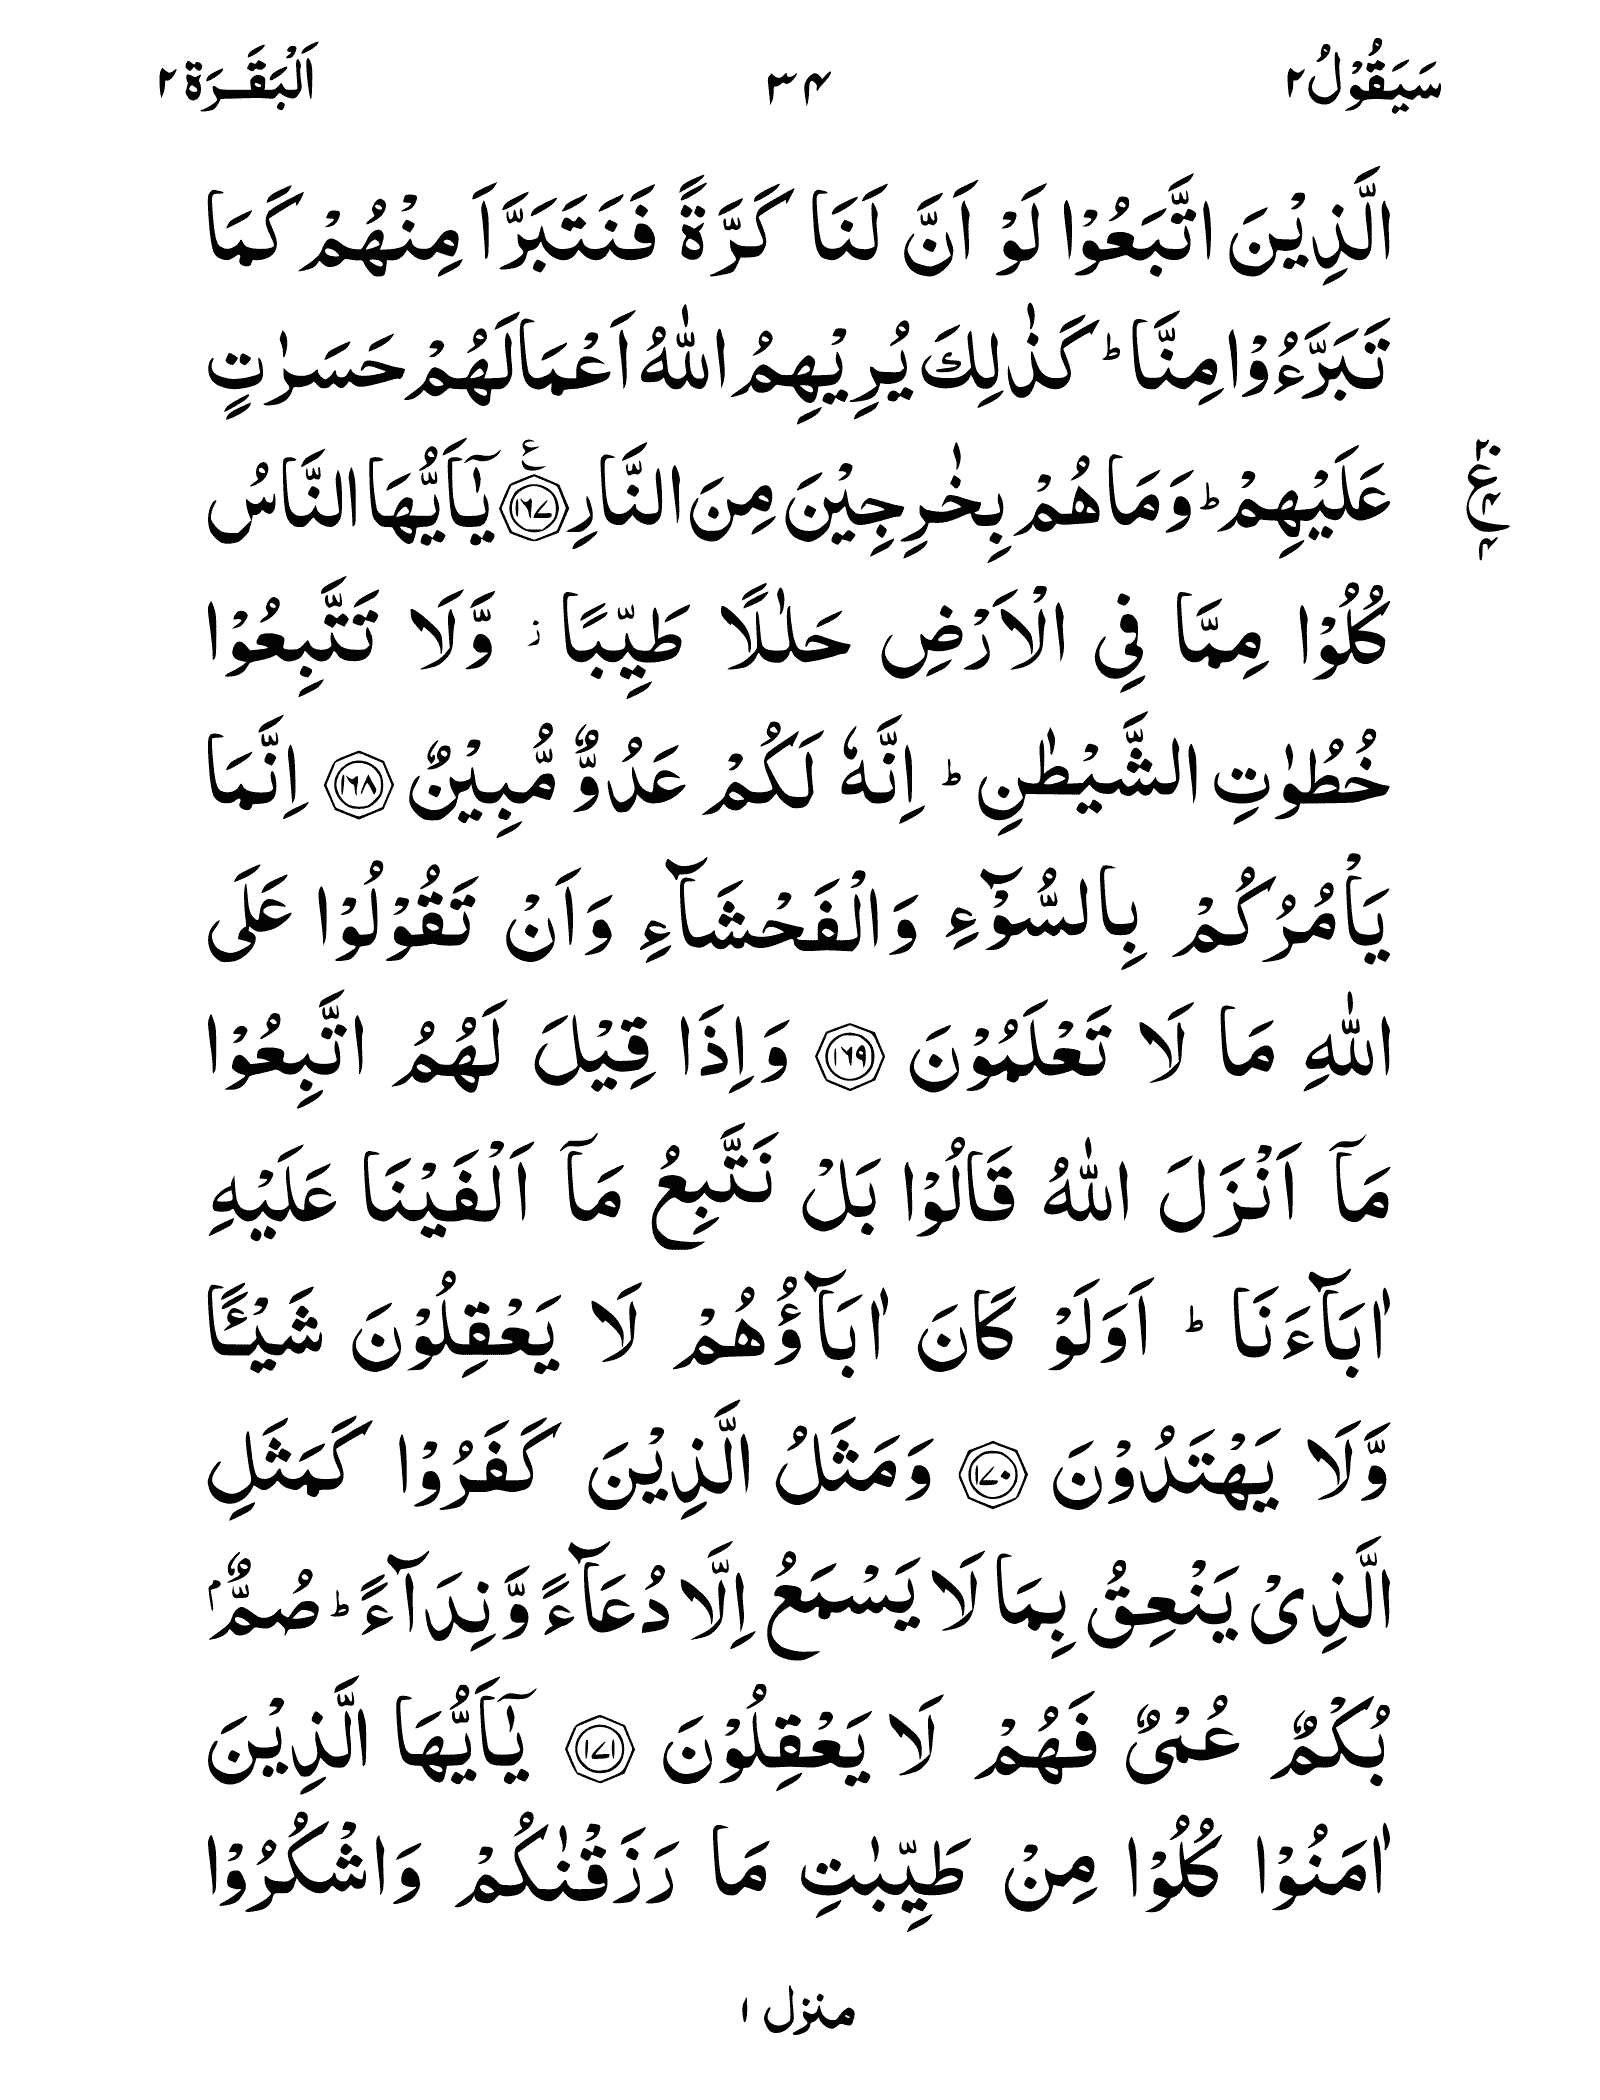 سَيَقُوْلُ ٢ ٣٤ اَلْبَقَـرَة ٢
الَّذِيْنَ اتَّبَعُوْا لَوْ اَنَّ لَنَا كَرَّةً فَنَتَبَرَّاَ مِنْهُمْ كَمَا
تَبَرَّءُوْا مِنَّا ؕ كَذٰلِكَ يُرِيْهِمُ اللّٰهُ اَعْمَالَهُمْ حَسَرٰتٍ
عَلَيْهِمْ ؕ وَمَا هُمْ بِخٰرِجِيْنَ مِنَ النَّارِ ۧ ﴿١٦٧﴾ يٰٓاَيُّهَا النَّاسُ
٢٠ ع ٤ ٤
كُلُوْا مِمَّا فِى الْاَرْضِ حَلٰلًا طَيِّبًا ز وَّلَا تَتَّبِعُوْا
خُطُوٰتِ الشَّيْطٰنِ ؕ اِنَّهٗ لَكُمْ عَدُوٌّ مُّبِيْنٌ ﴿١٦٨﴾ اِنَّمَا
يَاْمُرُكُمْ بِالسُّوْٓءِ وَالْفَحْشَآءِ وَاَنْ تَقُوْلُوْا عَلَى
اللّٰهِ مَا لَا تَعْلَمُوْنَ ﴿١٦٩﴾ وَاِذَا قِيْلَ لَهُمُ اتَّبِعُوْا
مَآ اَنْزَلَ اللّٰهُ قَالُوْا بَلْ نَتَّبِعُ مَآ اَلْفَيْنَا عَلَيْهِ
اٰبَآءَنَا ؕ اَوَلَوْ كَانَ اٰبَآؤُهُمْ لَا يَعْقِلُوْنَ شَيْـًٔا
وَّلَا يَهْتَدُوْنَ ﴿١٧٠﴾ وَمَثَلُ الَّذِيْنَ كَفَرُوْا كَمَثَلِ
الَّذِىْ يَنْعِقُ بِمَا لَا يَسْمَعُ اِلَّا دُعَآءً وَّنِدَآءً ؕ صُمٌّۢ
بُكْمٌ عُمْىٌ فَهُمْ لَا يَعْقِلُوْنَ ﴿١٧١﴾ يٰٓاَيُّهَا الَّذِيْنَ
اٰمَنُوْا كُلُوْا مِنْ طَيِّبٰتِ مَا رَزَقْنٰكُمْ وَاشْكُرُوْا
منزل ١